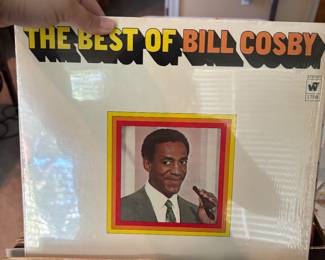 THE BEST OF BILL COSBY
W